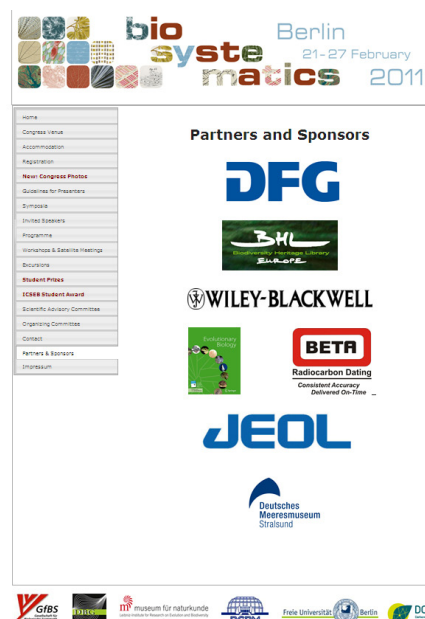 bio
syste
matics
Berlin
21-27 February
2011
Home
Congress Venue
Accommodation
Registration
New! Congress Photos
Guidelines for Presenters
Symposia
Invited Speakers
Programme
Workshops & Satellite Meetings
Excursions
Student Prizes
ICSEB Student Award
Scientific Advisory Committee
Organizing Committee
Contact
Partners & Sponsors
Impressum
Partners and Sponsors
DFG
BHL
Biodiversity Heritage Library
EUROPE
WILEY-BLACKWELL
Evolutionary
Biology
BETA
Radiocarbon Dating
Consistent Accuracy
Delivered On-Time
JEOL
Deutsches
Meeresmuseum
Stralsund
GfBS
museum für naturkunde
Freie Universität Berlin